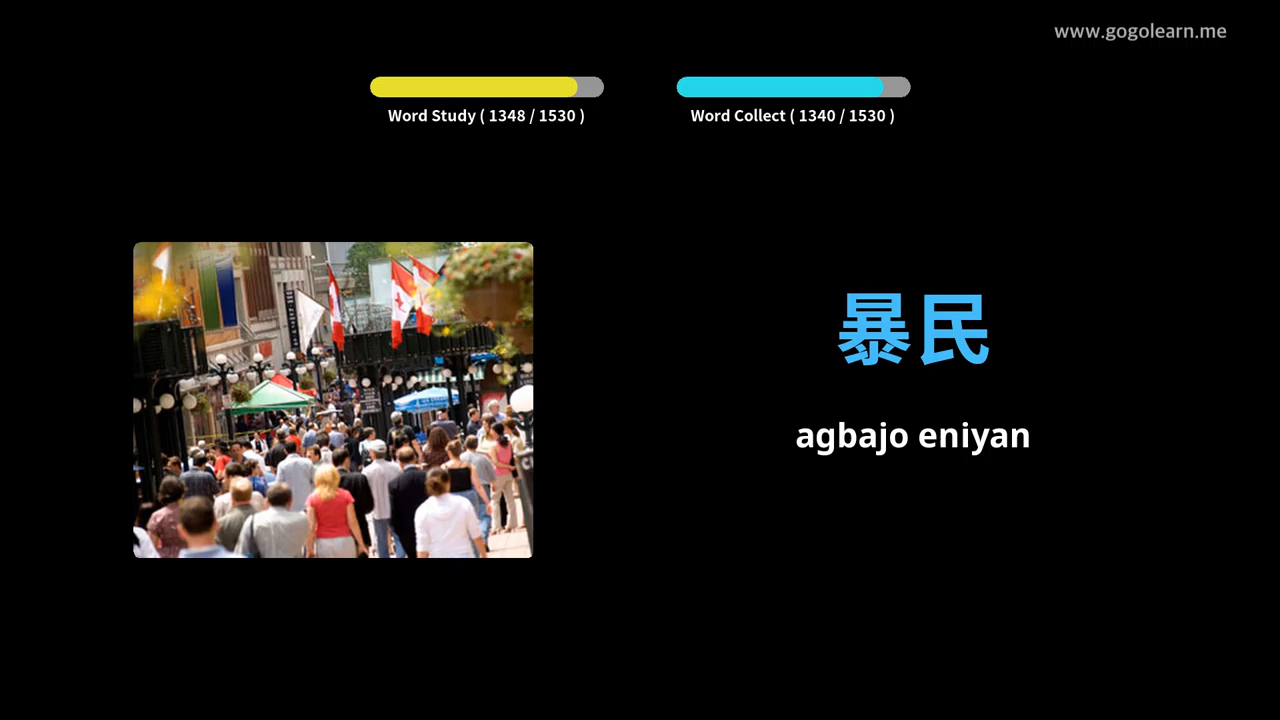 www.gogolearn.me
Word Study ( 1348 / 1530 )
Word Collect ( 1340 / 1530 )
暴民
agbajo eniyan